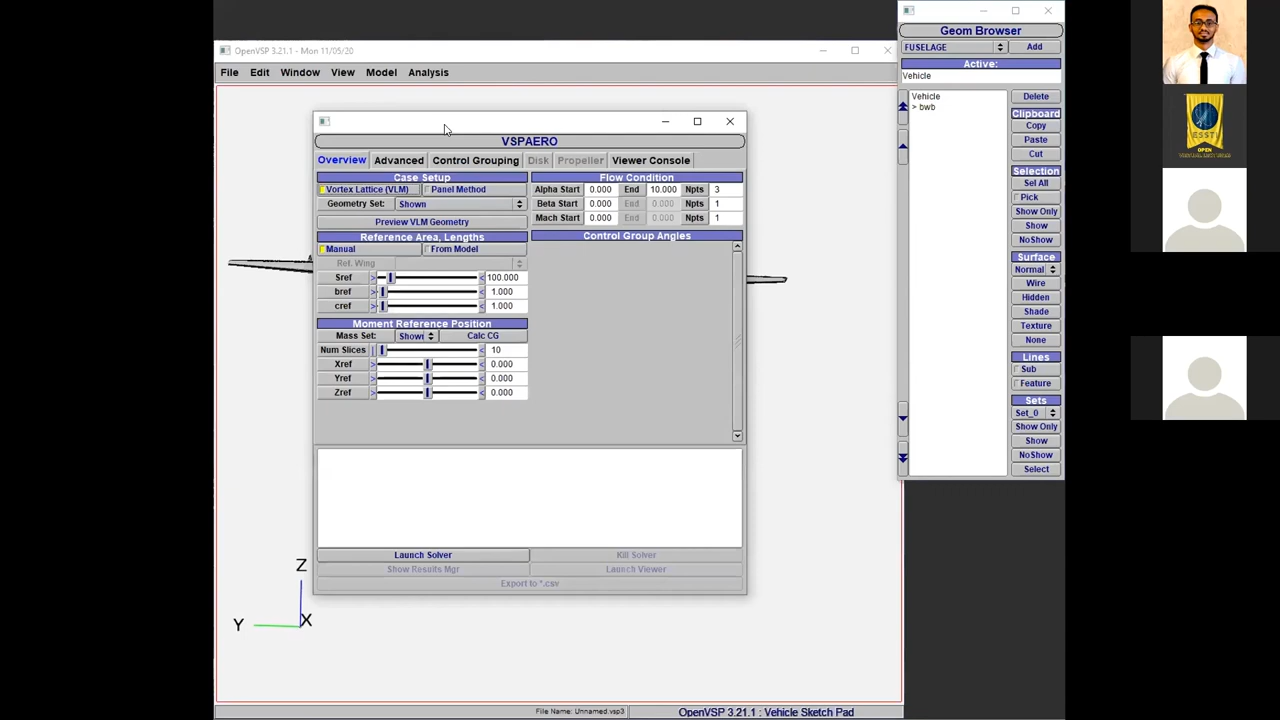 OpenVSP 3.21.1 - Mon 11/05/20
File Edit Window View Model Analysis
VSPAERO
Overview Advanced Control Grouping Disk Propeller Viewer Console
Case Setup
Vortex Lattice (VLM) Panel Method
Geometry Set: Shown
Preview VLM Geometry
Reference Area, Lengths
Manual From Model
Ref. Wing
Sref > < 100.000
bref > < 1.000
cref > < 1.000
Moment Reference Position
Mass Set: Shown Calc CG
Num Slices | < 10
Xref > < 0.000
Yref > < 0.000
Zref > < 0.000
Flow Condition
Alpha Start 0.000 End 10.000 Npts 3
Beta Start 0.000 End 0.000 Npts 1
Mach Start 0.000 End 0.000 Npts 1
Control Group Angles
Launch Solver Kill Solver
Show Results Mgr Launch Viewer
Export to *.csv
Z
Y X
File Name: Unnamed.vsp3 OpenVSP 3.21.1 : Vehicle Sketch Pad
Geom Browser
FUSELAGE Add
Active:
Vehicle
Vehicle
> bwb
Delete
Clipboard
Copy
Paste
Cut
Selection
Sel All
Pick
Show Only
Show
NoShow
Surface
Normal
Wire
Hidden
Shade
Texture
None
Lines
Sub
Feature
Sets
Set_0
Show Only
Show
NoShow
Select
ESSTI
OPEN